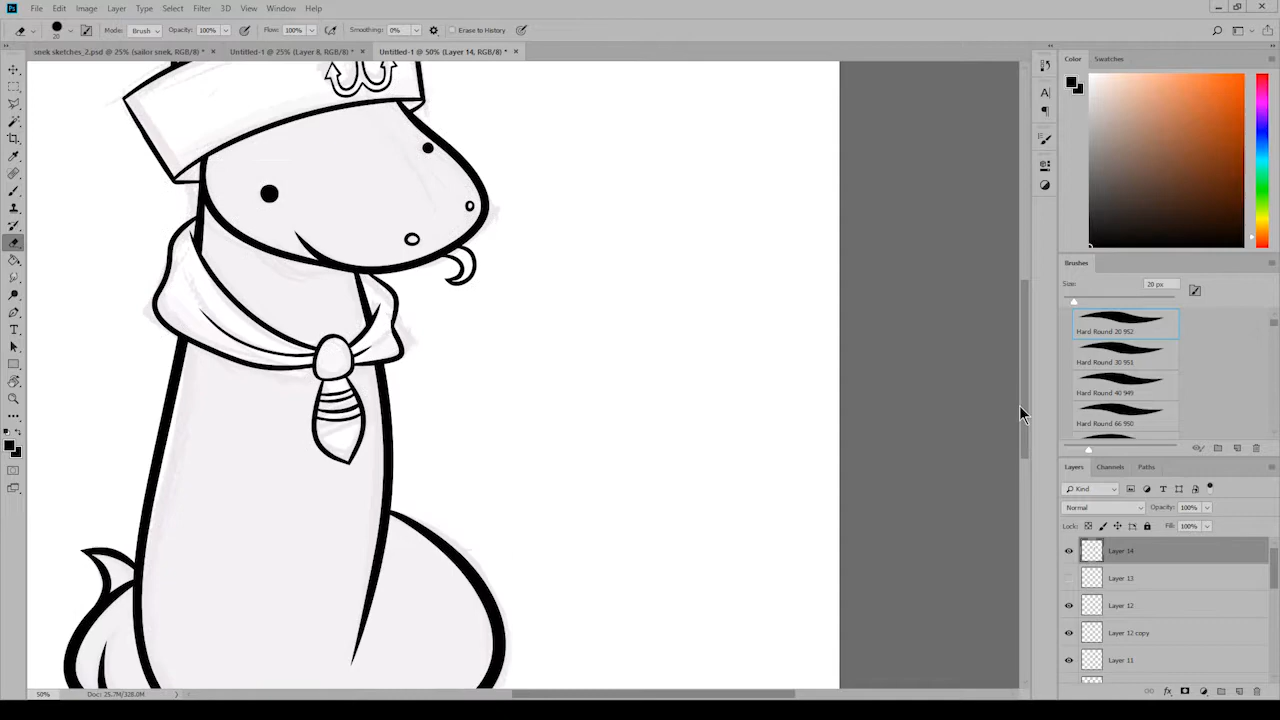 Ps File Edit Image Layer Type Select Filter 3D View Window Help
20 Mode: Brush Opacity: 100% Flow: 100% Smoothing: 0% Erase to History
snek sketches_2.psd @ 25% (sailor snek, RGB/8) * × Untitled-1 @ 25% (Layer 8, RGB/8) * × Untitled-1 @ 50% (Layer 14, RGB/8) * ×
Color Swatches
Brushes
Size: 20 px
Hard Round 20 952
Hard Round 30 951
Hard Round 40 949
Hard Round 66 950
Layers Channels Paths
Kind
Normal Opacity: 100%
Lock: Fill: 100%
Layer 14
Layer 13
Layer 12
Layer 12 copy
Layer 11
50% Doc: 25.7M/328.0M